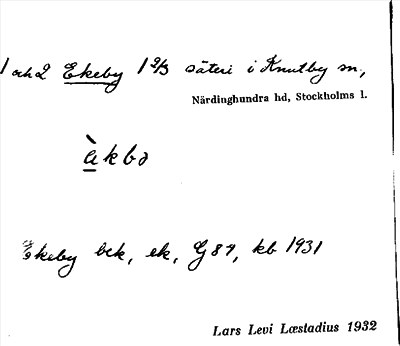 1 och 2 Ekeby 1 2/3 säteri i Knutby sn,
Närdinghundra hd, Stockholms l.
àkbə
Ekeby bck, ek, G 87, kb 1931
Lars Levi Læstadius 1932